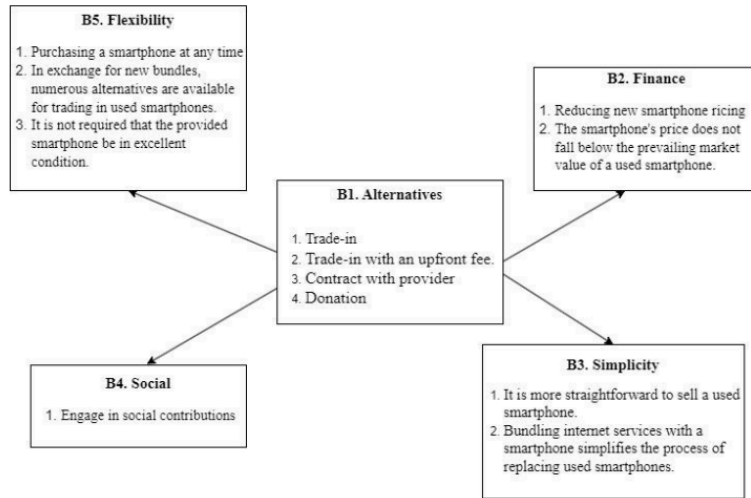 B5. Flexibility
1. Purchasing a smartphone at any time
2. In exchange for new bundles,
numerous alternatives are available
for trading in used smartphones.
3. It is not required that the provided
smartphone be in excellent
condition.
B2. Finance
1. Reducing new smartphone ricing
2. The smartphone's price does not
fall below the prevailing market
value of a used smartphone.
B1. Alternatives
1. Trade-in
2. Trade-in with an upfront fee.
3. Contract with provider
4. Donation
B4. Social
1. Engage in social contributions
B3. Simplicity
1. It is more straightforward to sell a used
smartphone.
2. Bundling internet services with a
smartphone simplifies the process of
replacing used smartphones.